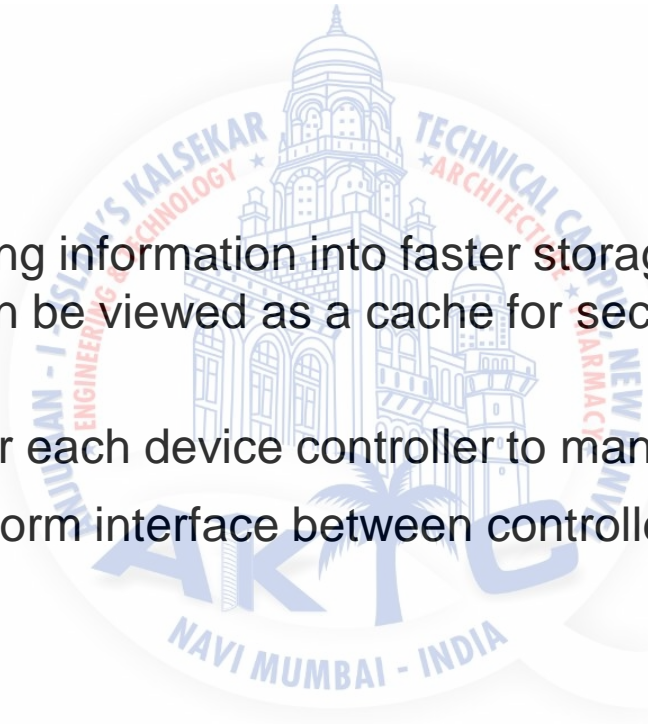 ANJUMAN - I - ISLAM'S KALSEKAR TECHNICAL CAMPUS, NEW PANVEL
ENGINEERING & TECHNOLOGY ★ ★ ARCHITECTURE ★ PHARMACY
ng information into faster storag
n be viewed as a cache for sec
r each device controller to man
orm interface between controlle
AKTC
NAVI MUMBAI - INDIA